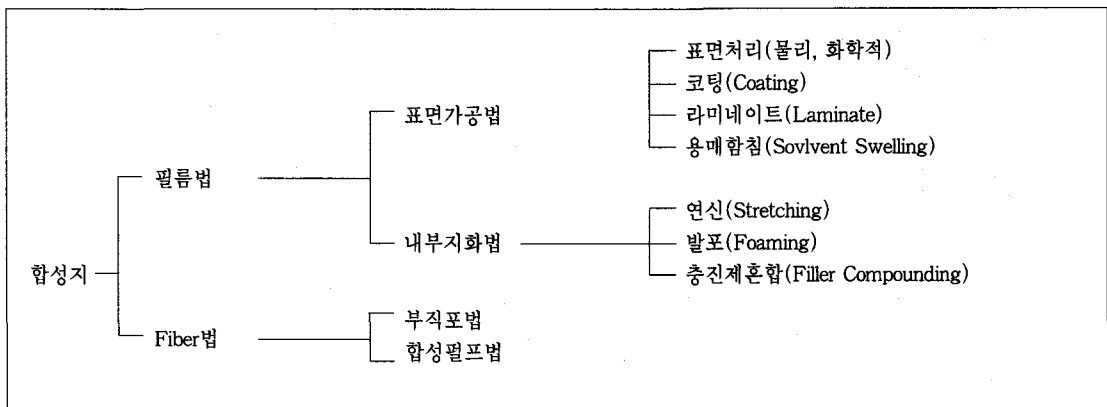 표면처리(물리, 화학적)
코팅(Coating)
표면가공법
라미네이트(Laminate)
용매함침(Sovlvent Swelling)
필름법
연신(Stretching)
내부지화법
발포(Foaming)
합성지
충진제혼합(Filler Compounding)
부직포법
Fiber법
합성펄프법